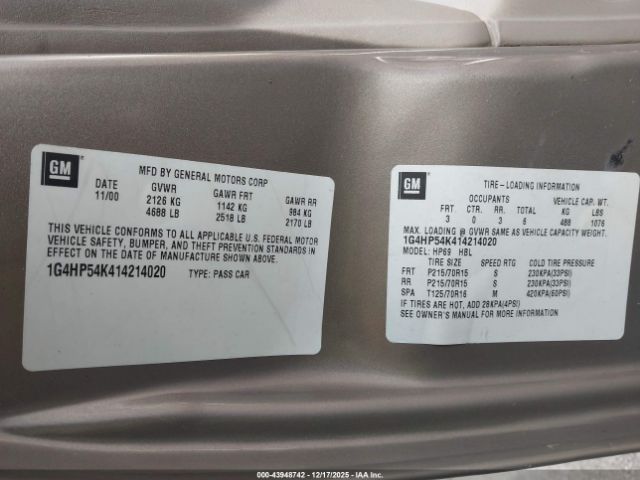 GM
MFD BY GENERAL MOTORS CORP
DATE GVWR GAWR FRT GAWR RR
11/00 2126 KG 1142 KG 984 KG
4688 LB 2518 LB 2170 LB
THIS VEHICLE CONFORMS TO ALL APPLICABLE U.S. FEDERAL MOTOR
VEHICLE SAFETY, BUMPER, AND THEFT PREVENTION STANDARDS IN
EFFECT ON THE DATE OF MANUFACTURE SHOWN ABOVE.
1G4HP54K414214020 TYPE: PASS CAR
GM
TIRE-LOADING INFORMATION
OCCUPANTS VEHICLE CAP. WT.
FRT CTR. RR. TOTAL KG LBS
3 0 3 6 488 1076
MAX. LOADING @ GVWR SAME AS VEHICLE CAPACITY WEIGHT.
1G4HP54K414214020
MODEL: HP69 HBL
TIRE SIZE SPEED RTG COLD TIRE PRESSURE
FRT P215/70R15 S 230KPA(33PSI)
RR P215/70R15 S 230KPA(33PSI)
SPA T125/70R16 M 420KPA(60PSI)
IF TIRES ARE HOT, ADD 28KPA(4PSI)
SEE OWNER'S MANUAL FOR MORE INFORMATION
000-43948742 - 12/17/2025 - IAA Inc.